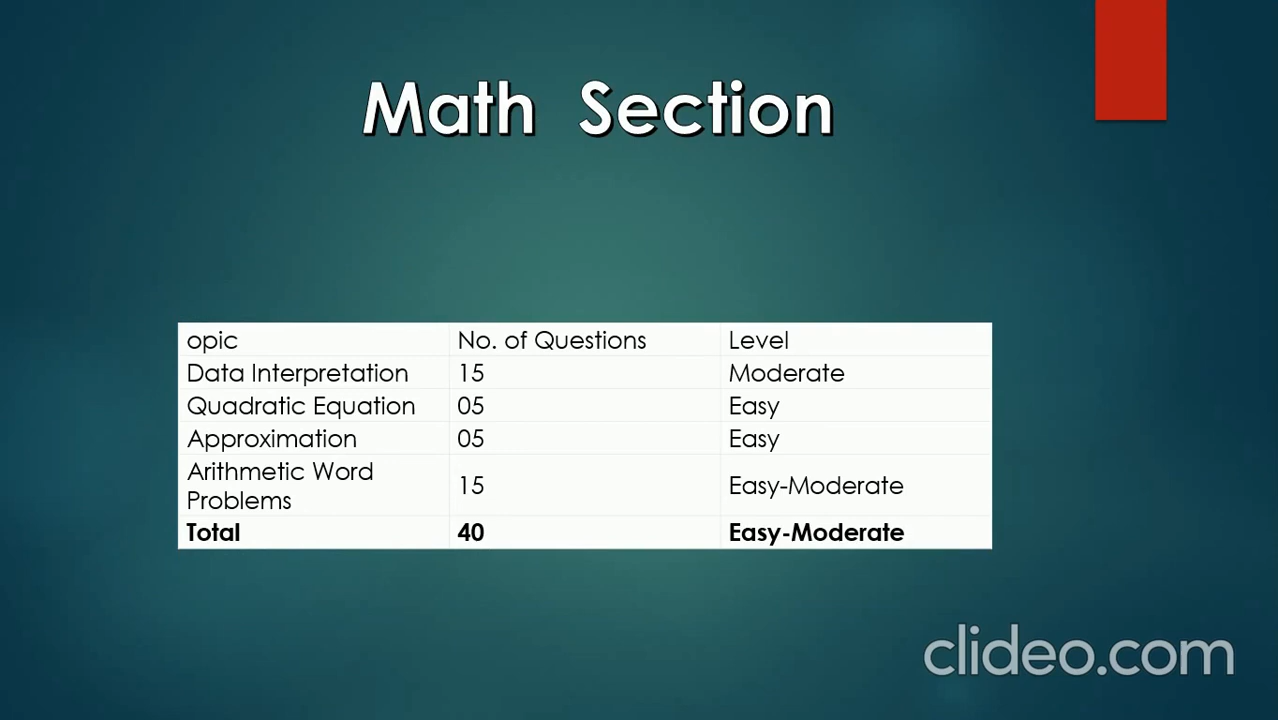 Math Section
opic No. of Questions Level
Data Interpretation 15 Moderate
Quadratic Equation 05 Easy
Approximation 05 Easy
Arithmetic Word
Problems 15 Easy-Moderate
Total 40 Easy-Moderate
clideo.com